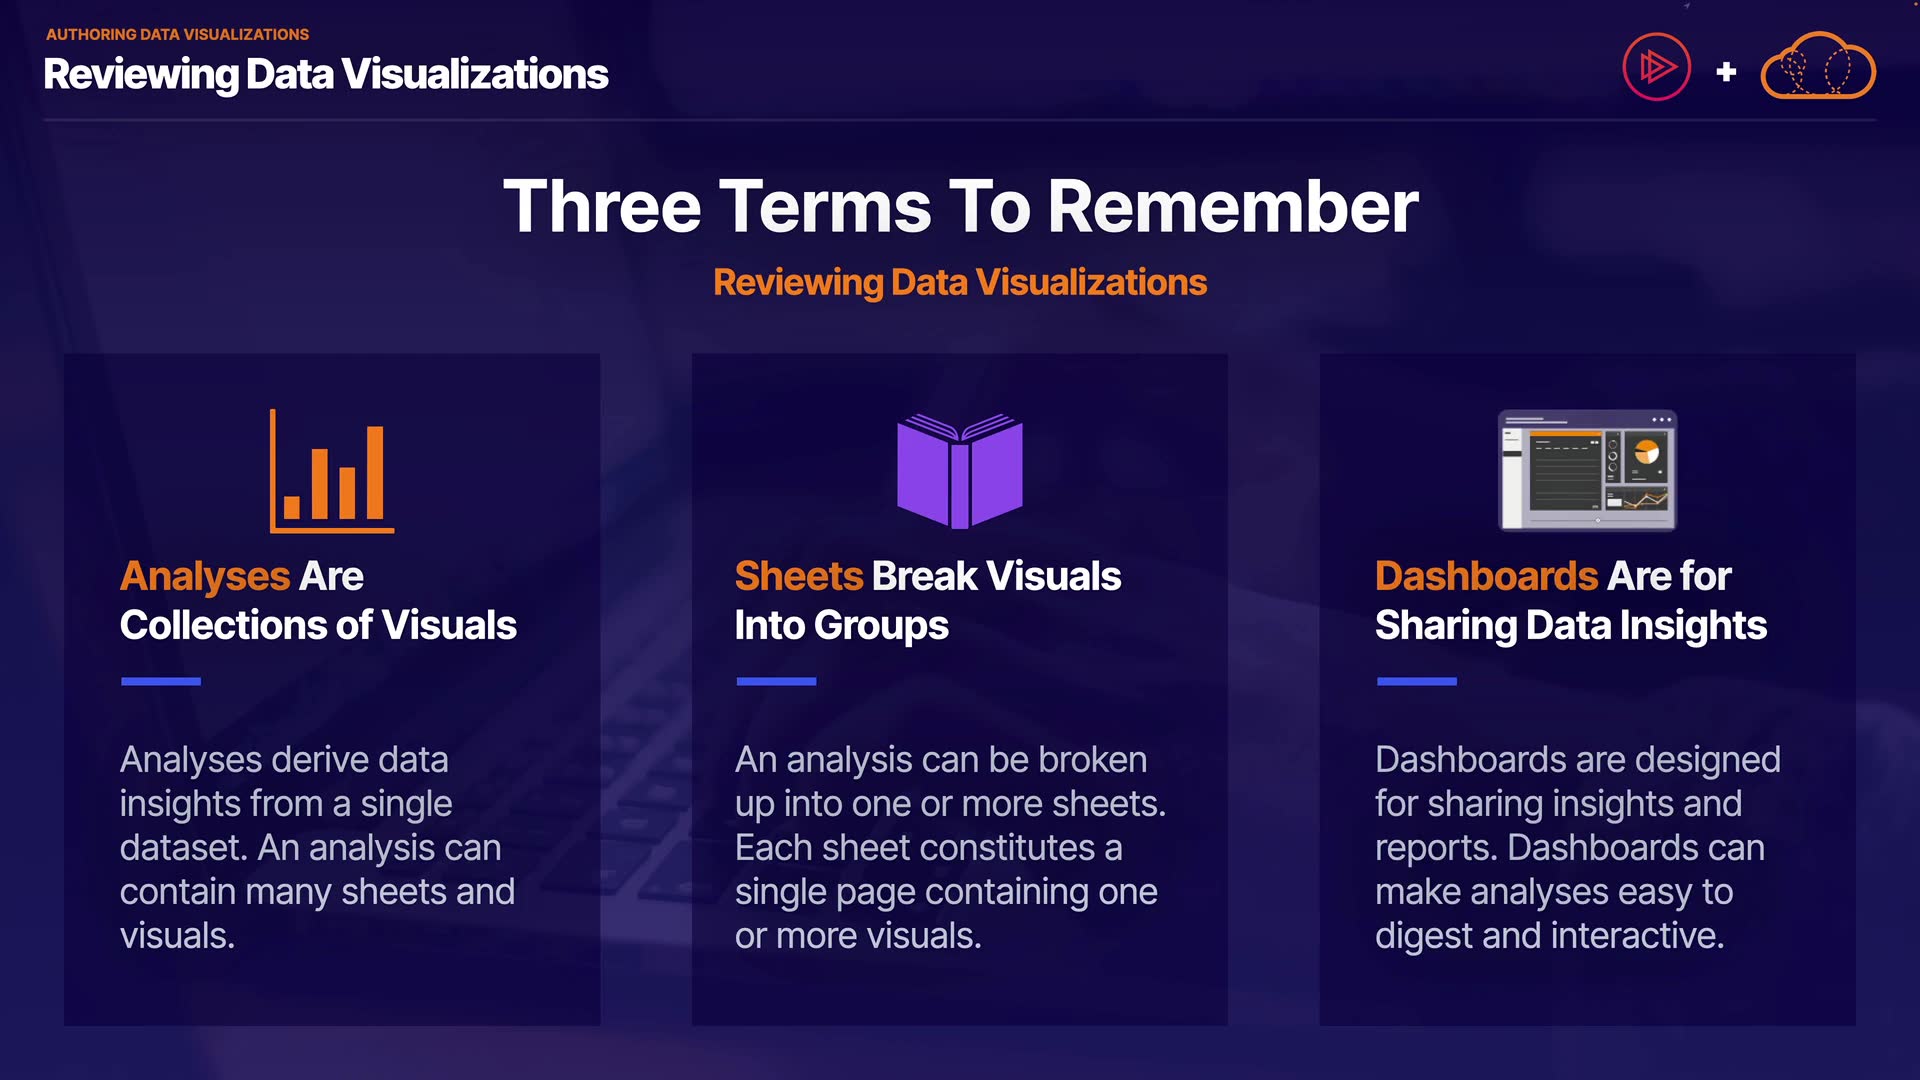 AUTHORING DATA VISUALIZATIONS
Reviewing Data Visualizations
+
Three Terms To Remember
Reviewing Data Visualizations
Analyses Are
Collections of Visuals
Analyses derive data
insights from a single
dataset. An analysis can
contain many sheets and
visuals.
Sheets Break Visuals
Into Groups
An analysis can be broken
up into one or more sheets.
Each sheet constitutes a
single page containing one
or more visuals.
Dashboards Are for
Sharing Data Insights
Dashboards are designed
for sharing insights and
reports. Dashboards can
make analyses easy to
digest and interactive.